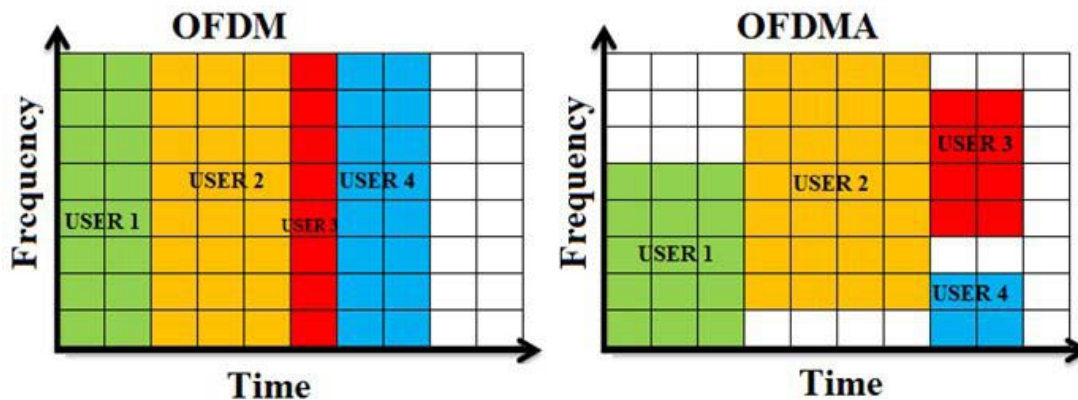 OFDM
Frequency
USER 1
USER 2
USER 3
USER 4
Time
OFDMA
Frequency
USER 1
USER 2
USER 3
USER 4
Time